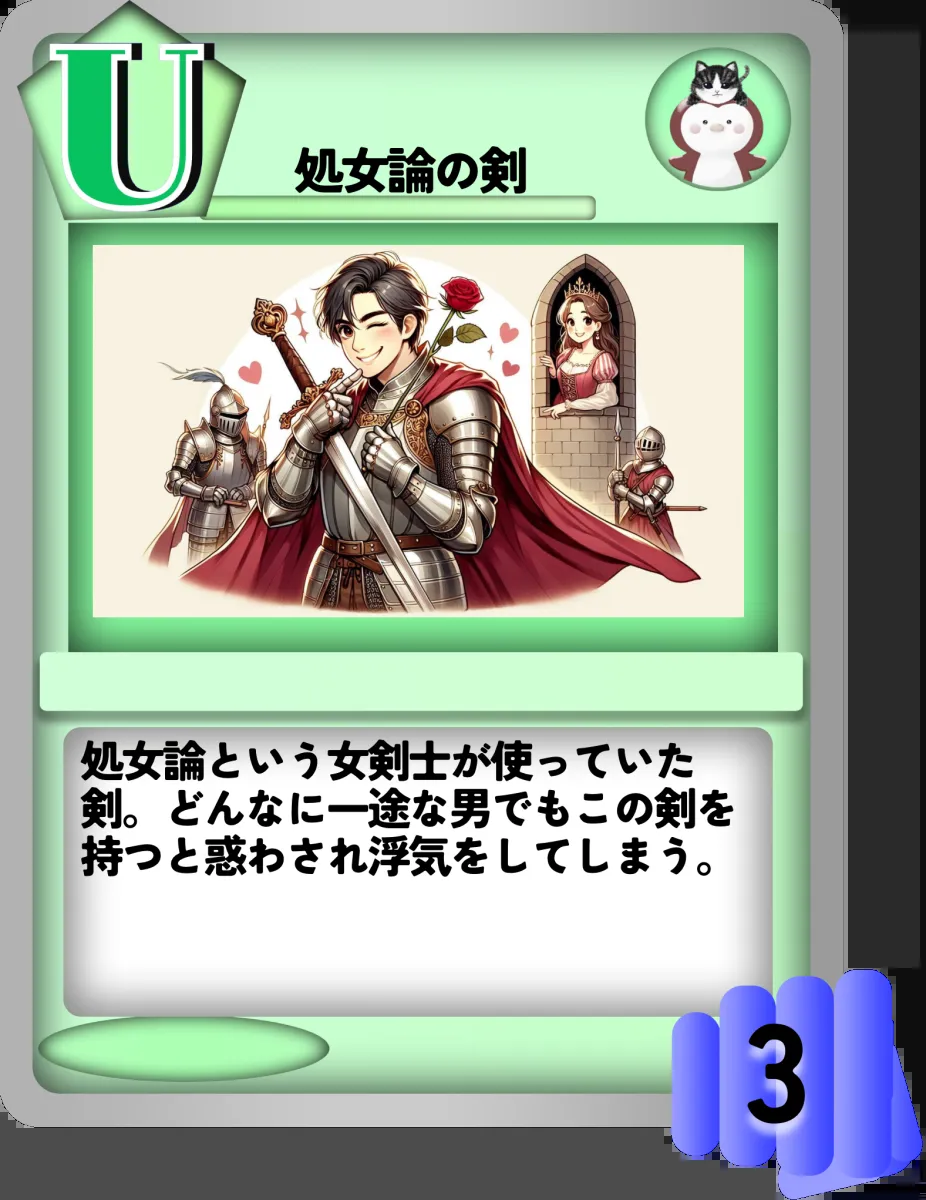 U
処女論の剣
処女論という女剣士が使っていた
剣。どんなに一途な男でもこの剣を
持つと惑わされ浮気をしてしまう。
3